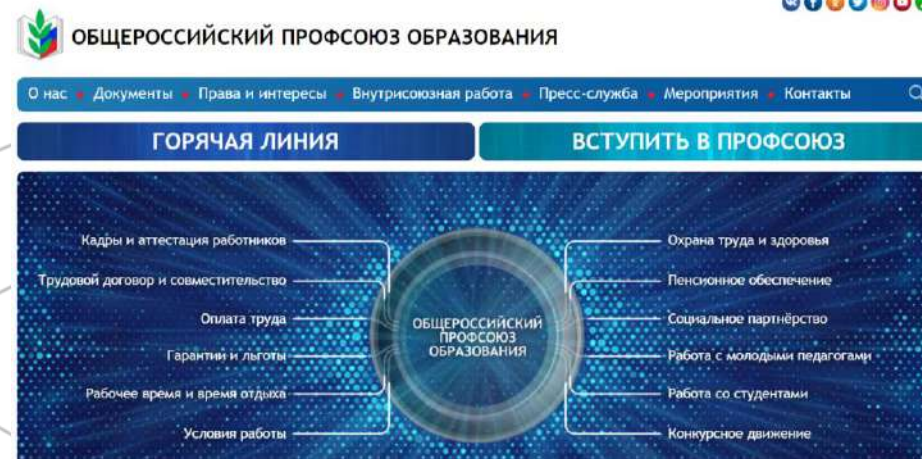 ОБЩЕРОССИЙСКИЙ ПРОФСОЮЗ ОБРАЗОВАНИЯ
О нас Документы Права и интересы Внутрисоюзная работа Пресс-служба Мероприятия Контакты
ГОРЯЧАЯ ЛИНИЯ
ВСТУПИТЬ В ПРОФСОЮЗ
Кадры и аттестация работников
Трудовой договор и совместительство
Оплата труда
Гарантии и льготы
Рабочее время и время отдыха
Условия работы
ОБЩЕРОССИЙСКИЙ
ПРОФСОЮЗ
ОБРАЗОВАНИЯ
Охрана труда и здоровья
Пенсионное обеспечение
Социальное партнёрство
Работа с молодыми педагогами
Работа со студентами
Конкурсное движение